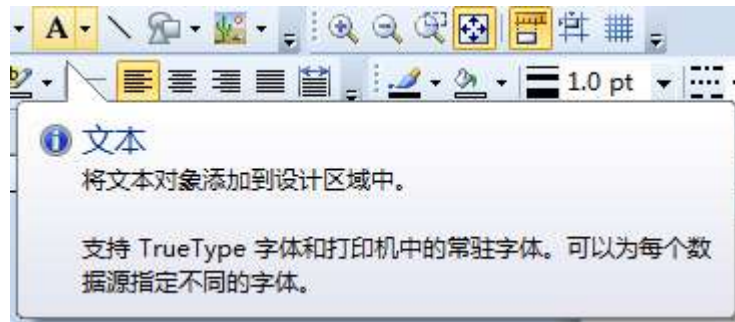 A
1.0 pt
文本
将文本对象添加到设计区域中。
支持 TrueType 字体和打印机中的常驻字体。可以为每个数
据源指定不同的字体。